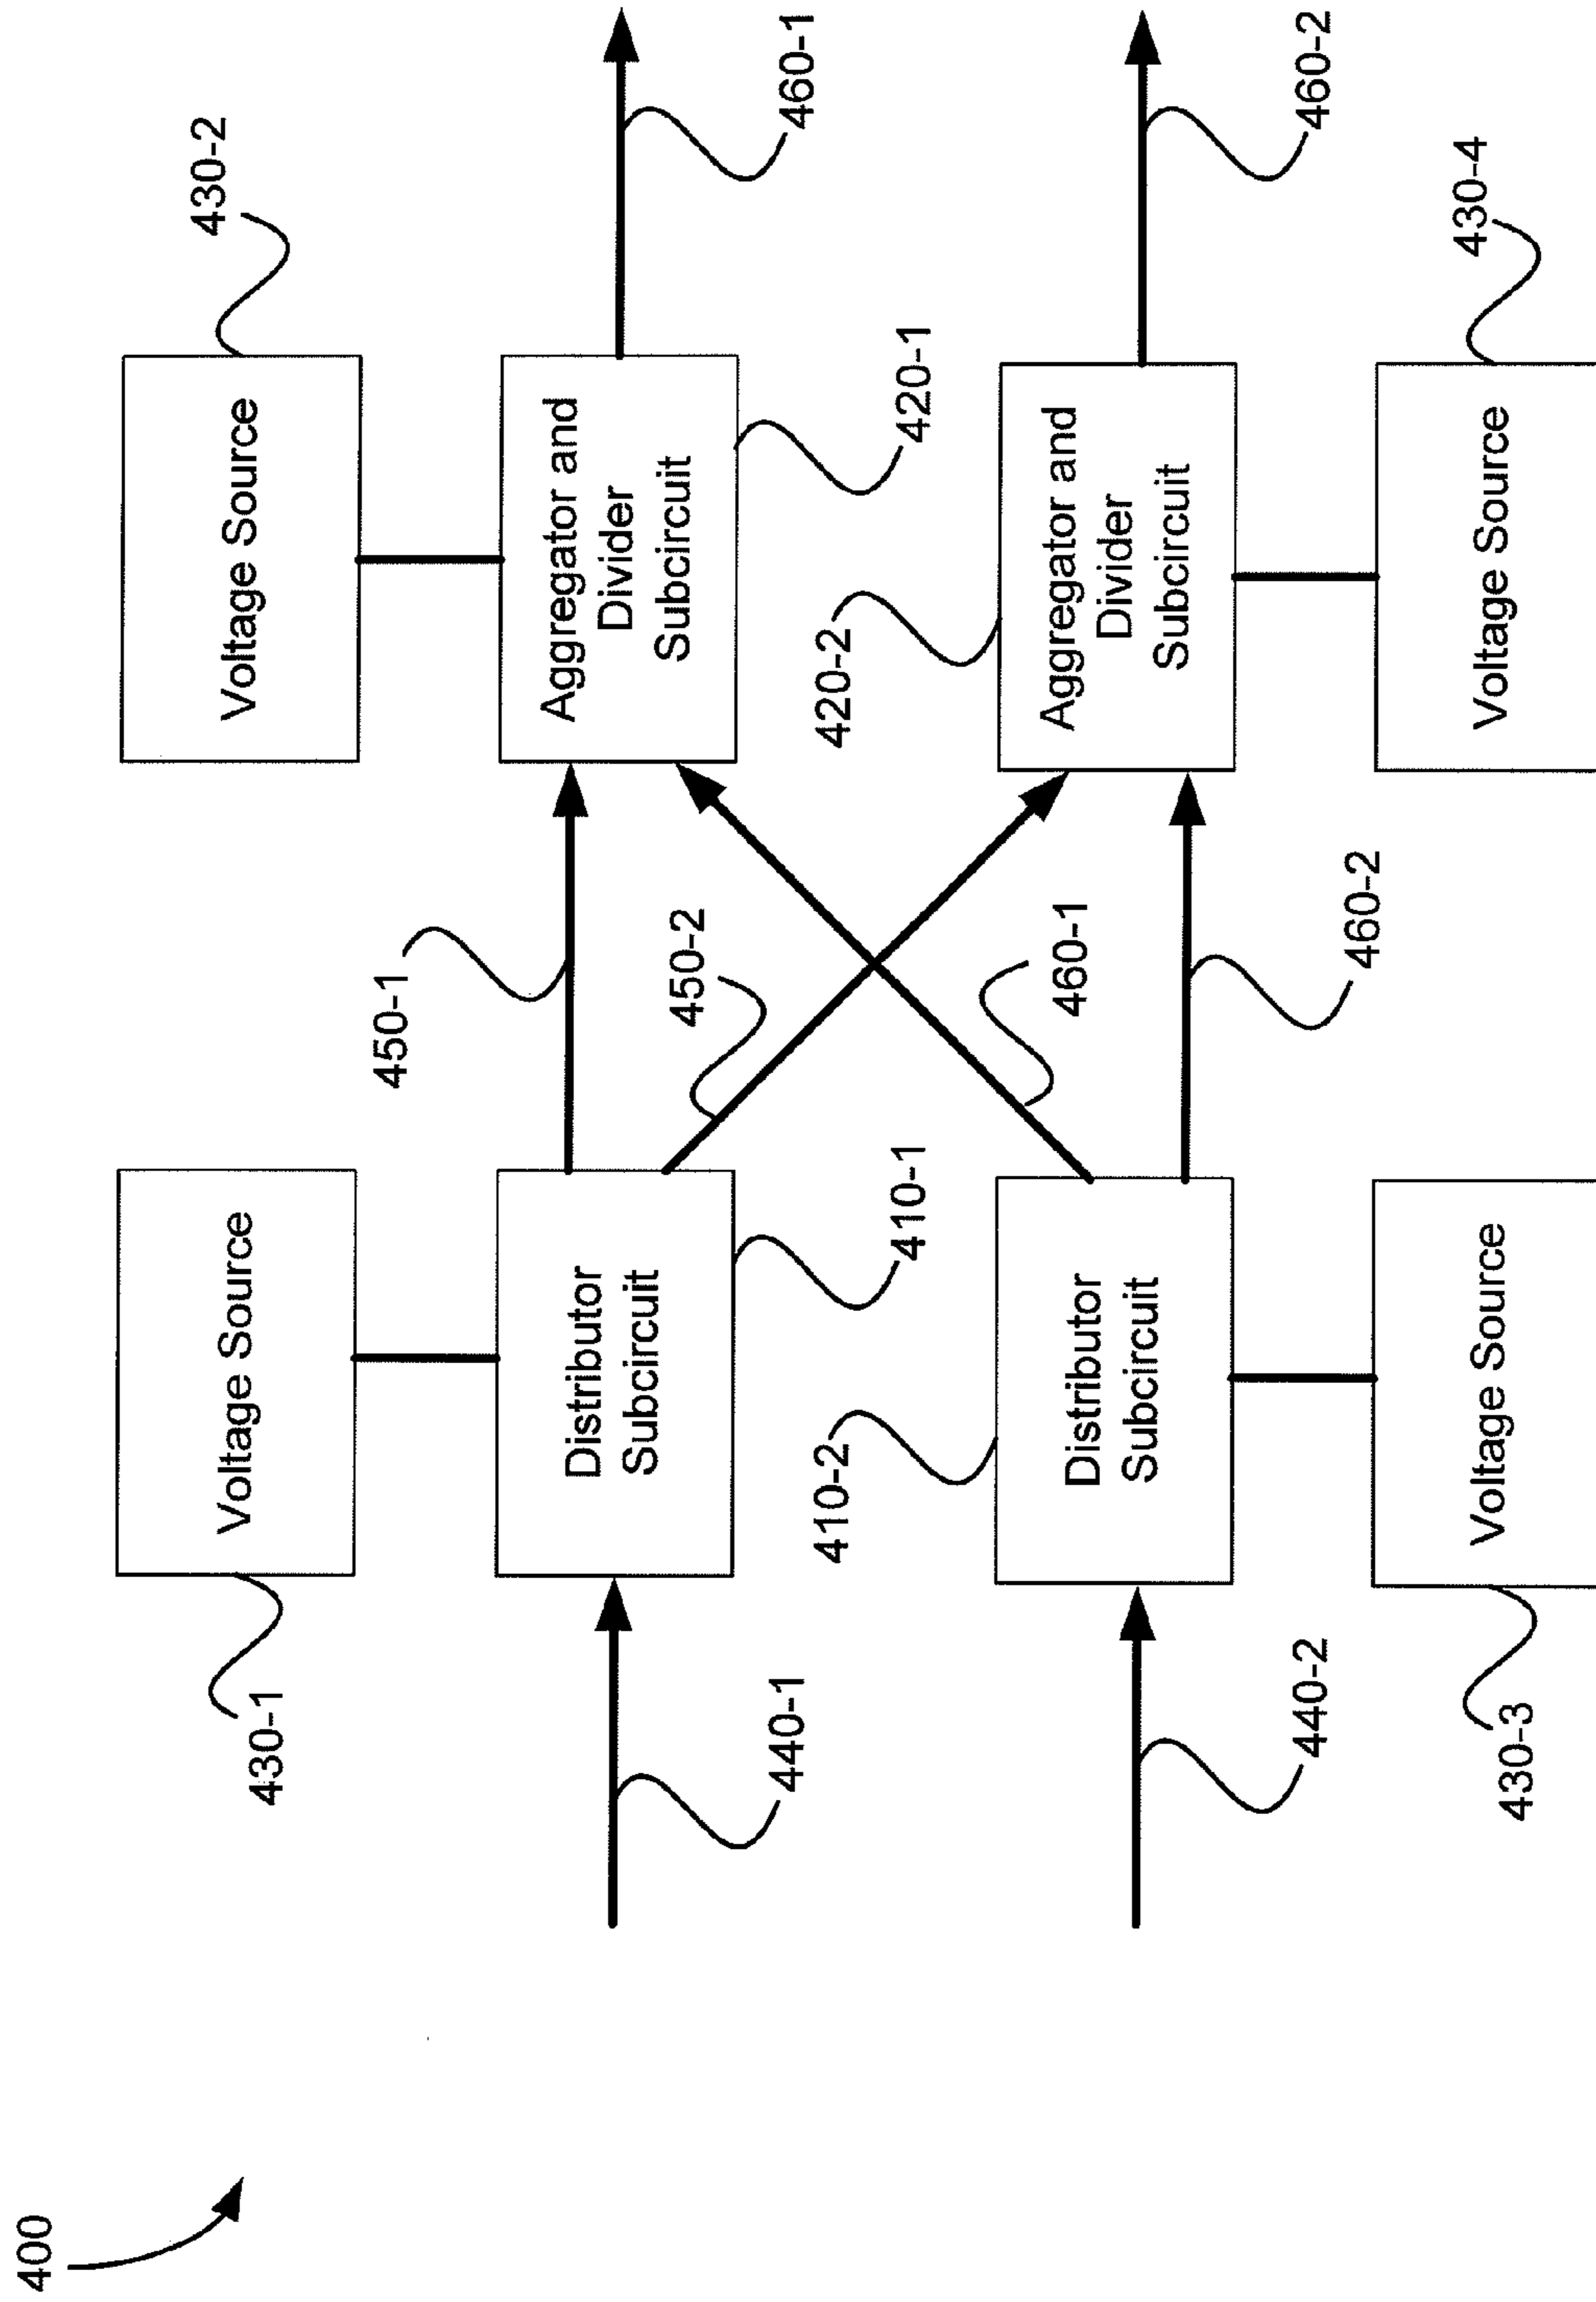 400
430-1
Voltage Source
430-2
Voltage Source
440-1
Distributor
Subcircuit
410-1
450-1
450-2
Aggregator and
Divider
Subcircuit
420-1
460-1
440-2
410-2
Distributor
Subcircuit
460-1
460-2
420-2
Aggregator and
Divider
Subcircuit
460-2
430-3
Voltage Source
430-4
Voltage Source